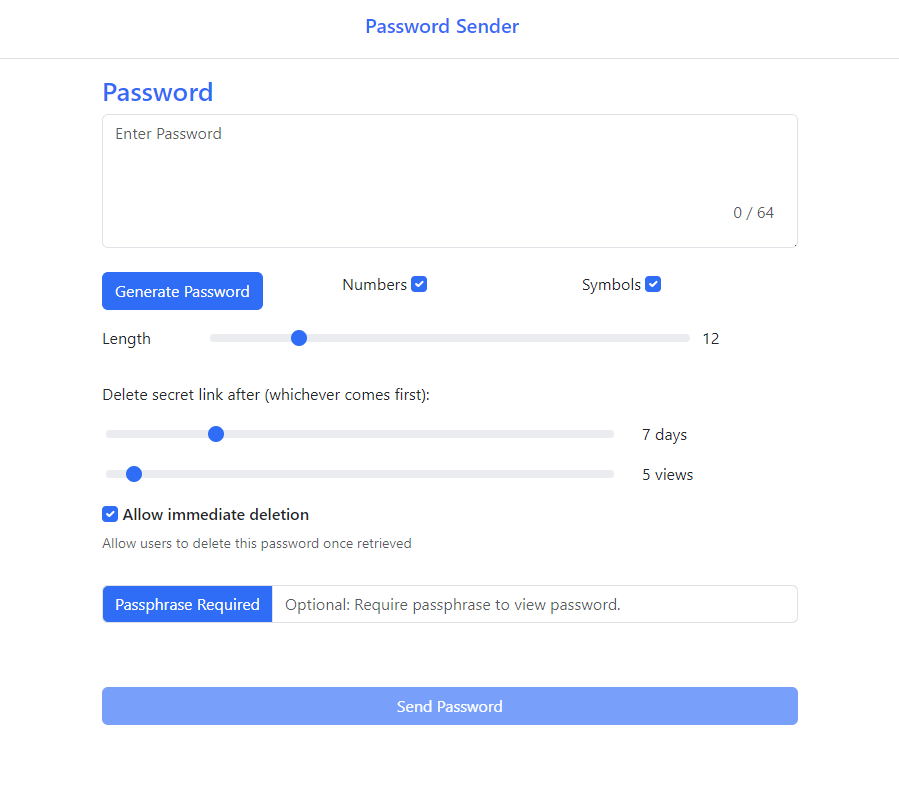 Password Sender
Password
Enter Password
0 / 64
Generate Password Numbers Symbols
Length 12
Delete secret link after (whichever comes first):
7 days
5 views
Allow immediate deletion
Allow users to delete this password once retrieved
Passphrase Required Optional: Require passphrase to view password.
Send Password